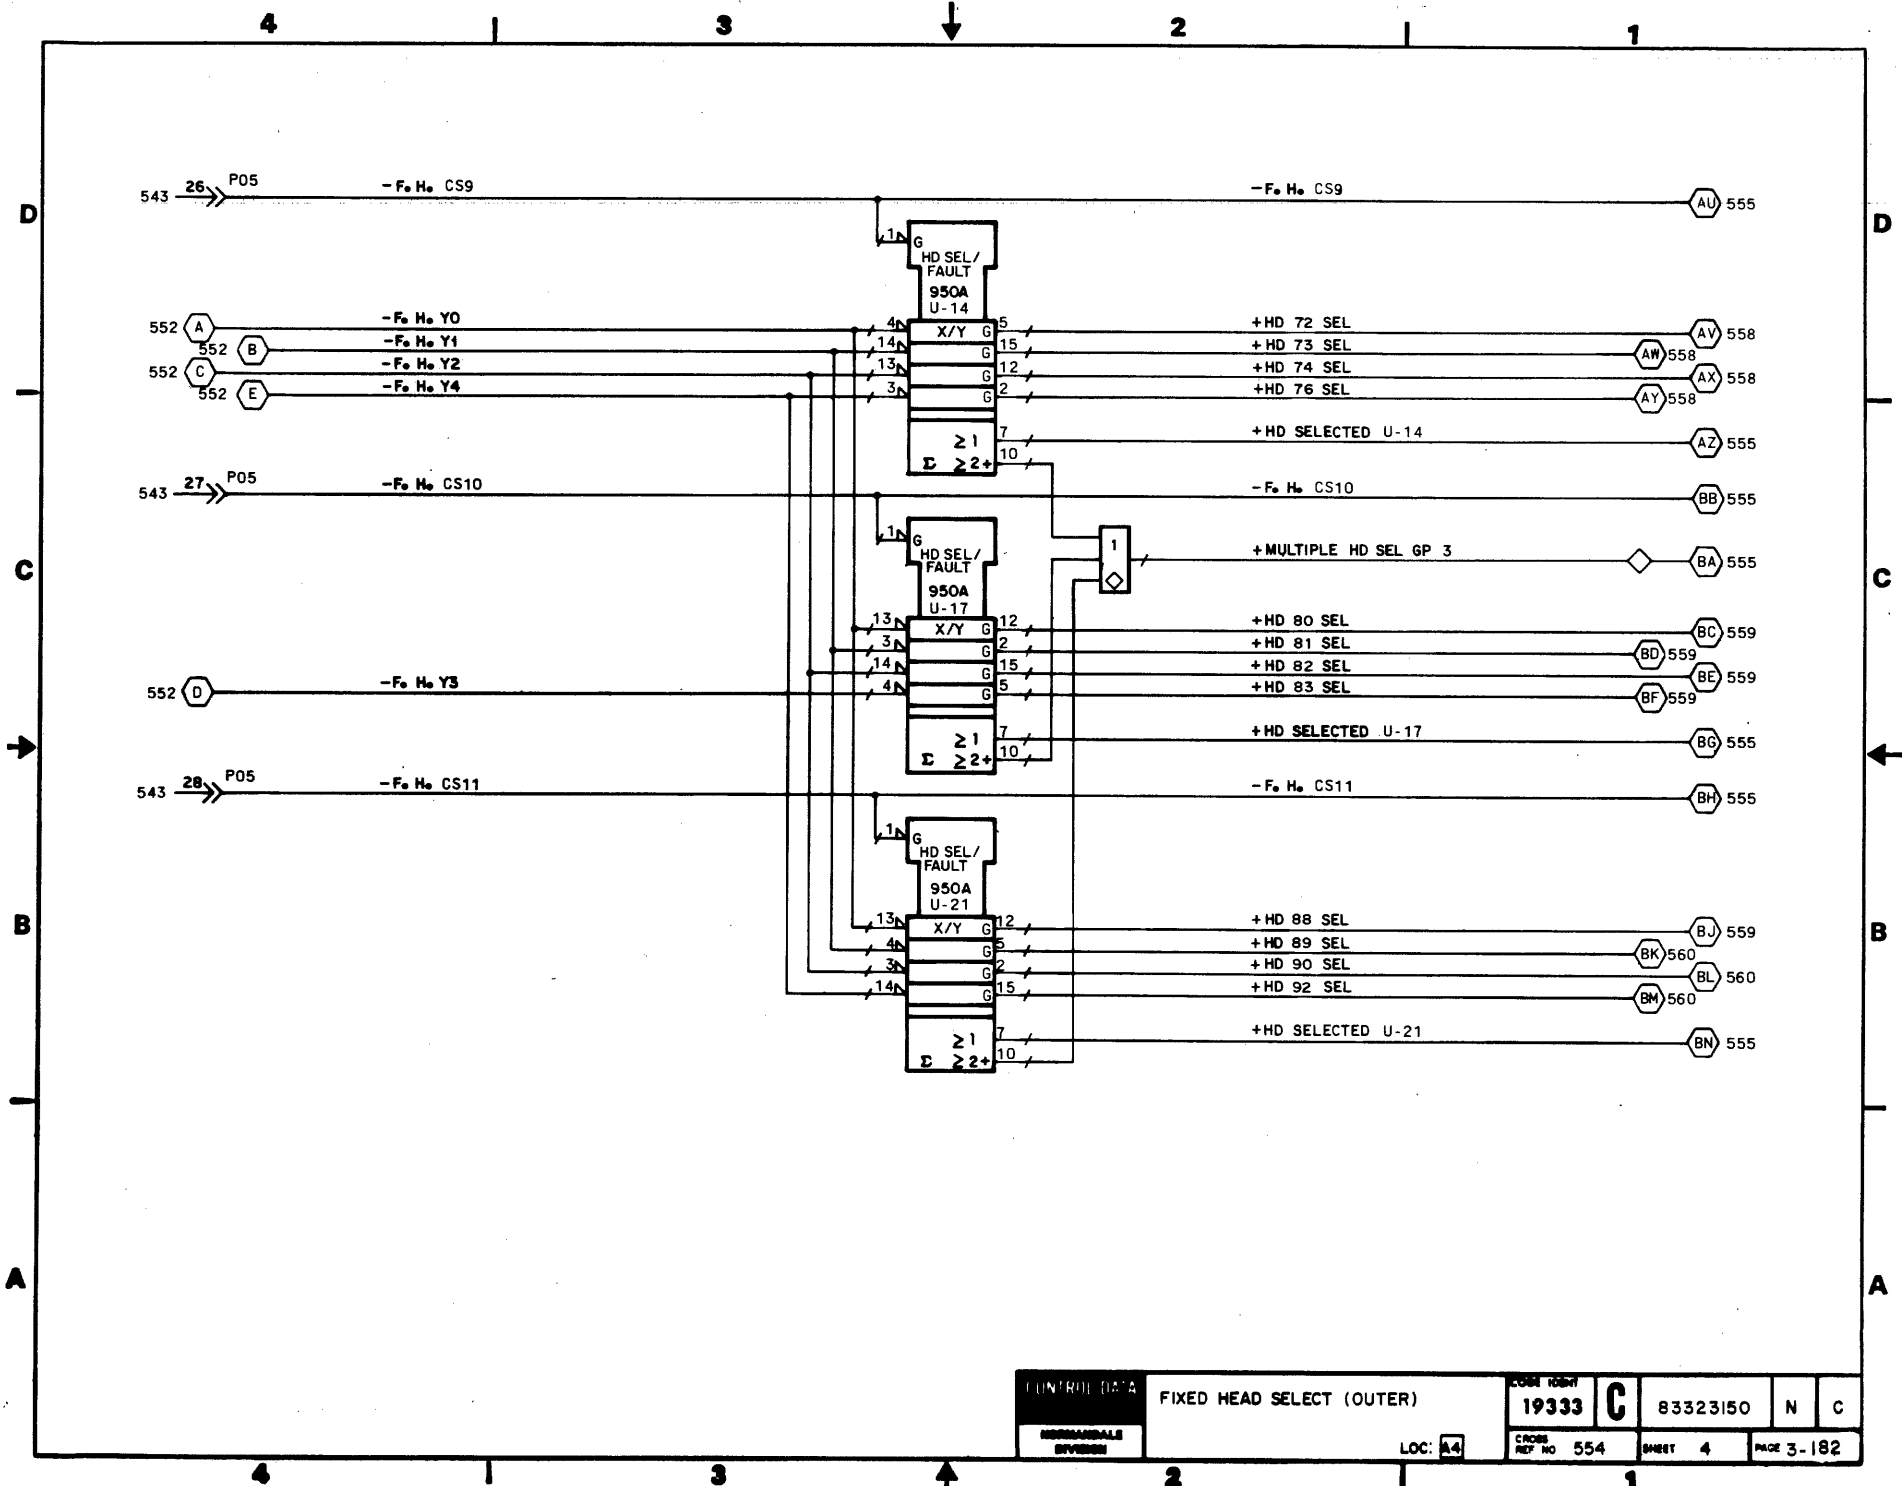 4 3 2 1
543 26 P05 -F. H. CS9 -F. H. CS9 AU 555
D D
1 G
HD SEL/
FAULT
950A
U-14
552 A -F. H. Y0 4 X/Y G 5 +HD 72 SEL AV 558
552 B -F. H. Y1 14 G 15 +HD 73 SEL AW 558
552 C -F. H. Y2 13 G 12 +HD 74 SEL AX 558
552 E -F. H. Y4 3 G 2 +HD 76 SEL AY 558
≥1 7 +HD SELECTED U-14 AZ 555
Σ ≥2+ 10
543 27 P05 -F. H. CS10 -F. H. CS10 BB 555
1 G
HD SEL/
FAULT
950A
U-17
1 +MULTIPLE HD SEL GP 3 BA 555
C C
13 X/Y G 12 +HD 80 SEL BC 559
3 G 2 +HD 81 SEL BD 559
14 G 15 +HD 82 SEL BE 559
552 D -F. H. Y3 4 G 5 +HD 83 SEL BF 559
≥1 7 +HD SELECTED U-17 BG 555
Σ ≥2+ 10
543 28 P05 -F. H. CS11 -F. H. CS11 BH 555
1 G
HD SEL/
FAULT
950A
U-21
B B
13 X/Y G 12 +HD 88 SEL BJ 559
4 G 5 +HD 89 SEL BK 560
3 G 2 +HD 90 SEL BL 560
14 G 15 +HD 92 SEL BM 560
≥1 7 +HD SELECTED U-21 BN 555
Σ ≥2+ 10
A A
CONTROL DATA
NORMANDALE
DIVISION
FIXED HEAD SELECT (OUTER)
LOC: A4
CODE IDENT
19333 C 83323150 N C
CROSS
REF NO 554 SHEET 4 PAGE 3-182
4 3 2 1